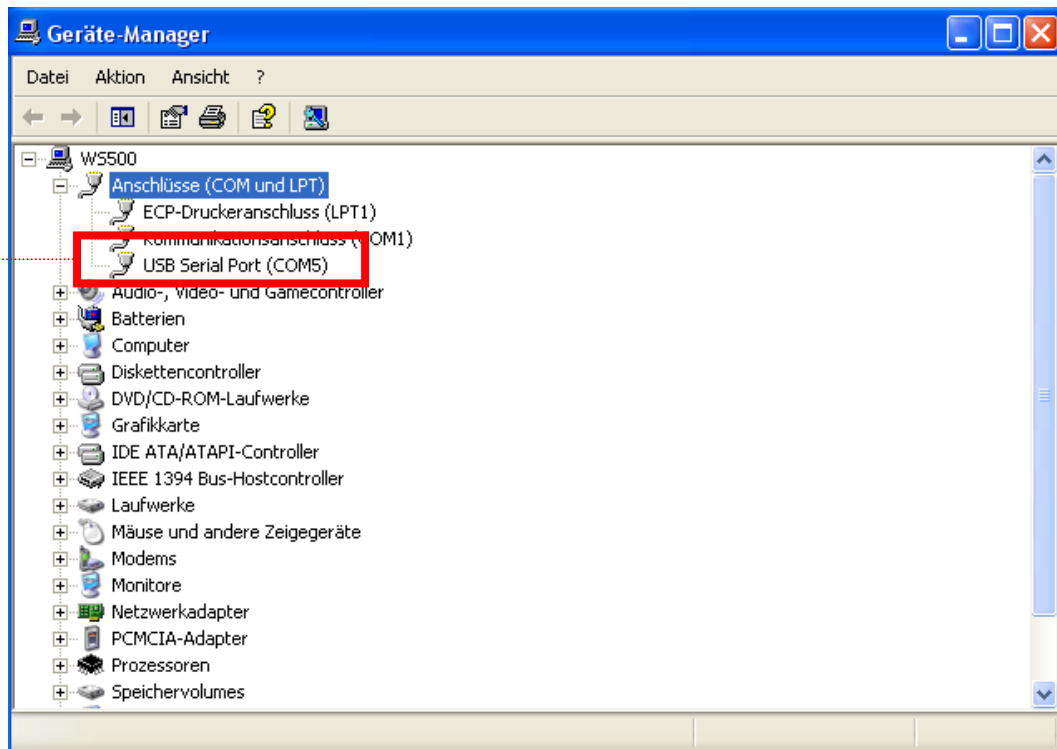 Geräte-Manager
Datei Aktion Ansicht ?
WS500
Anschlüsse (COM und LPT)
ECP-Druckeranschluss (LPT1)
Kommunikationsanschluss (COM1)
USB Serial Port (COM5)
Audio-, Video- und Gamecontroller
Batterien
Computer
Diskettencontroller
DVD/CD-ROM-Laufwerke
Grafikkarte
IDE ATA/ATAPI-Controller
IEEE 1394 Bus-Hostcontroller
Laufwerke
Mäuse und andere Zeigegeräte
Modems
Monitore
Netzwerkadapter
PCMCIA-Adapter
Prozessoren
Speichervolumes